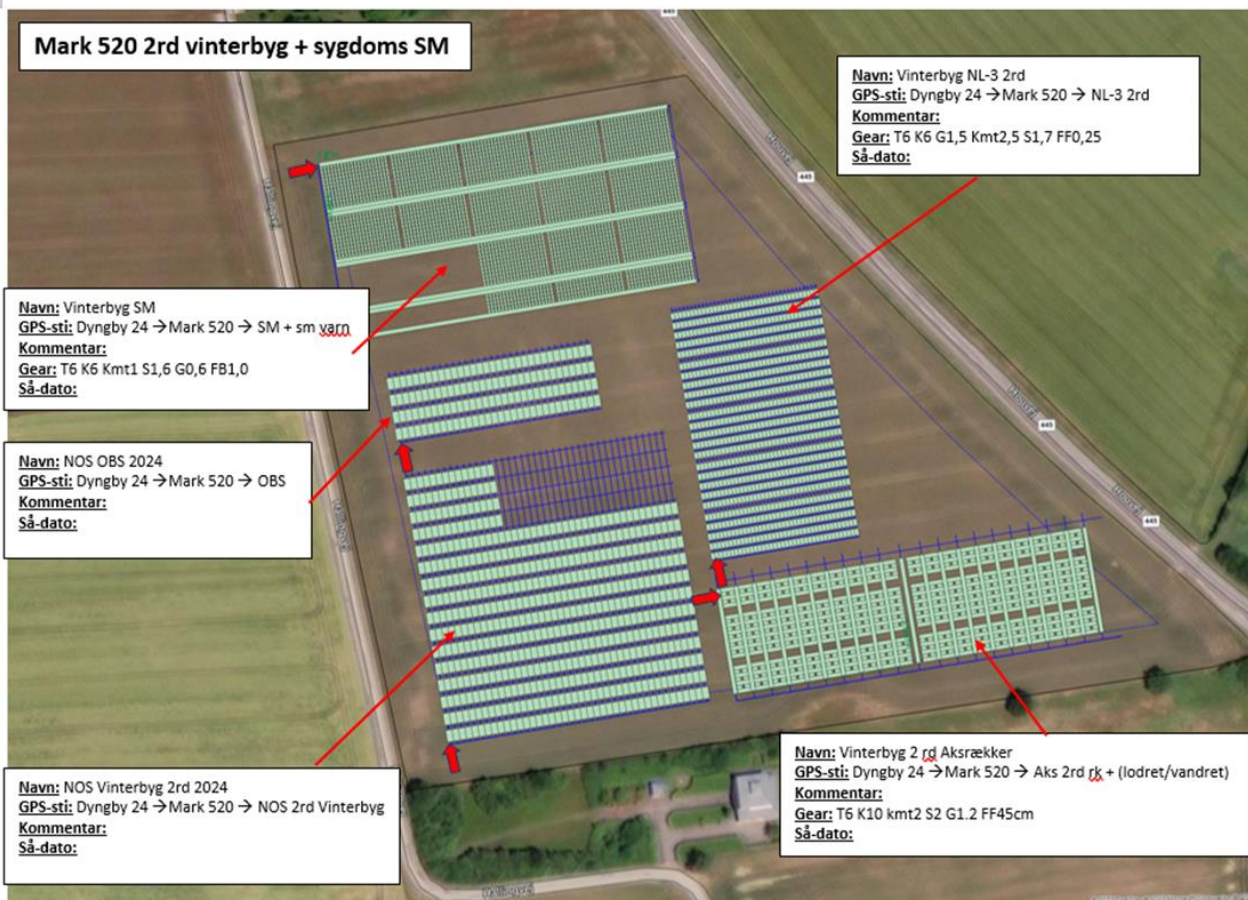 Mark 520 2rd vinterbyg + sygdoms SM
445
Navn: Vinterbyg NL-3 2rd
GPS-sti: Dyngby 24 →Mark 520 → NL-3 2rd
Kommentar:
Gear: T6 K6 G1,5 Kmt2,5 S1,7 FF0,25
Så-dato:
445
Navn: Vinterbyg SM
GPS-sti: Dyngby 24 →Mark 520 → SM + sm varn
Kommentar:
Gear: T6 K6 Kmt1 S1,6 G0,6 FB1,0
Så-dato:
445
Navn: NOS OBS 2024
GPS-sti: Dyngby 24 →Mark 520 → OBS
Kommentar:
Så-dato:
445
Navn: NOS Vinterbyg 2rd 2024
GPS-sti: Dyngby 24 →Mark 520 → NOS 2rd Vinterbyg
Kommentar:
Så-dato:
Navn: Vinterbyg 2 rd Aksrækker
GPS-sti: Dyngby 24 →Mark 520 → Aks 2rd rk + (lodret/vandret)
Kommentar:
Gear: T6 K10 kmt2 S2 G1.2 FF45cm
Så-dato: